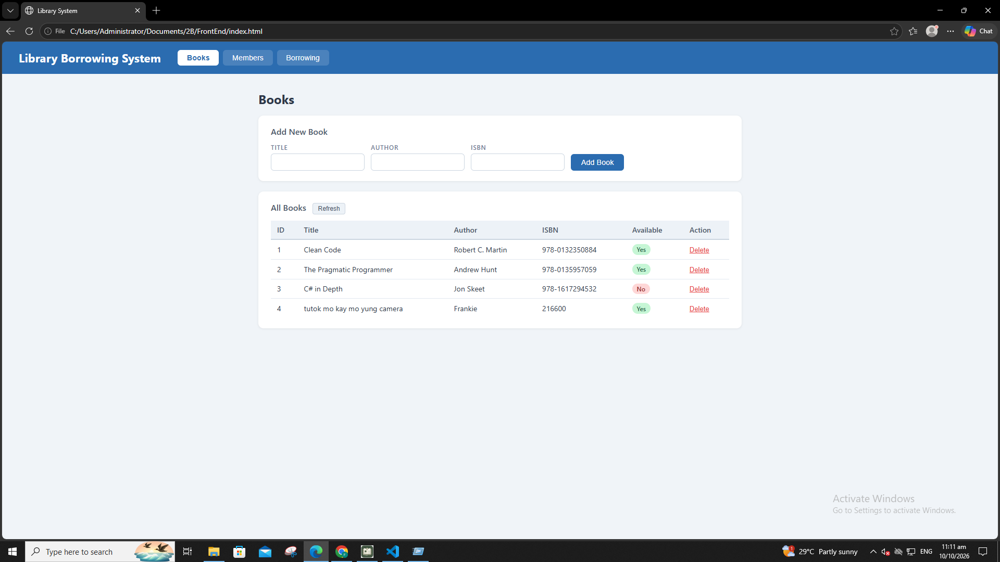 Library System
File C:/Users/Administrator/Documents/2B/FrontEnd/index.html
Chat
Library Borrowing System Books Members Borrowing
Books
Add New Book
TITLE AUTHOR ISBN
Add Book
All Books Refresh
ID Title Author ISBN Available Action
1 Clean Code Robert C. Martin 978-0132350884 Yes Delete
2 The Pragmatic Programmer Andrew Hunt 978-0135957059 Yes Delete
3 C# in Depth Jon Skeet 978-1617294532 No Delete
4 tutok mo kay mo yung camera Frankie 216600 Yes Delete
Activate Windows
Go to Settings to activate Windows.
Type here to search
1
29°C Partly sunny
ENG
11:11 am
10/10/2026